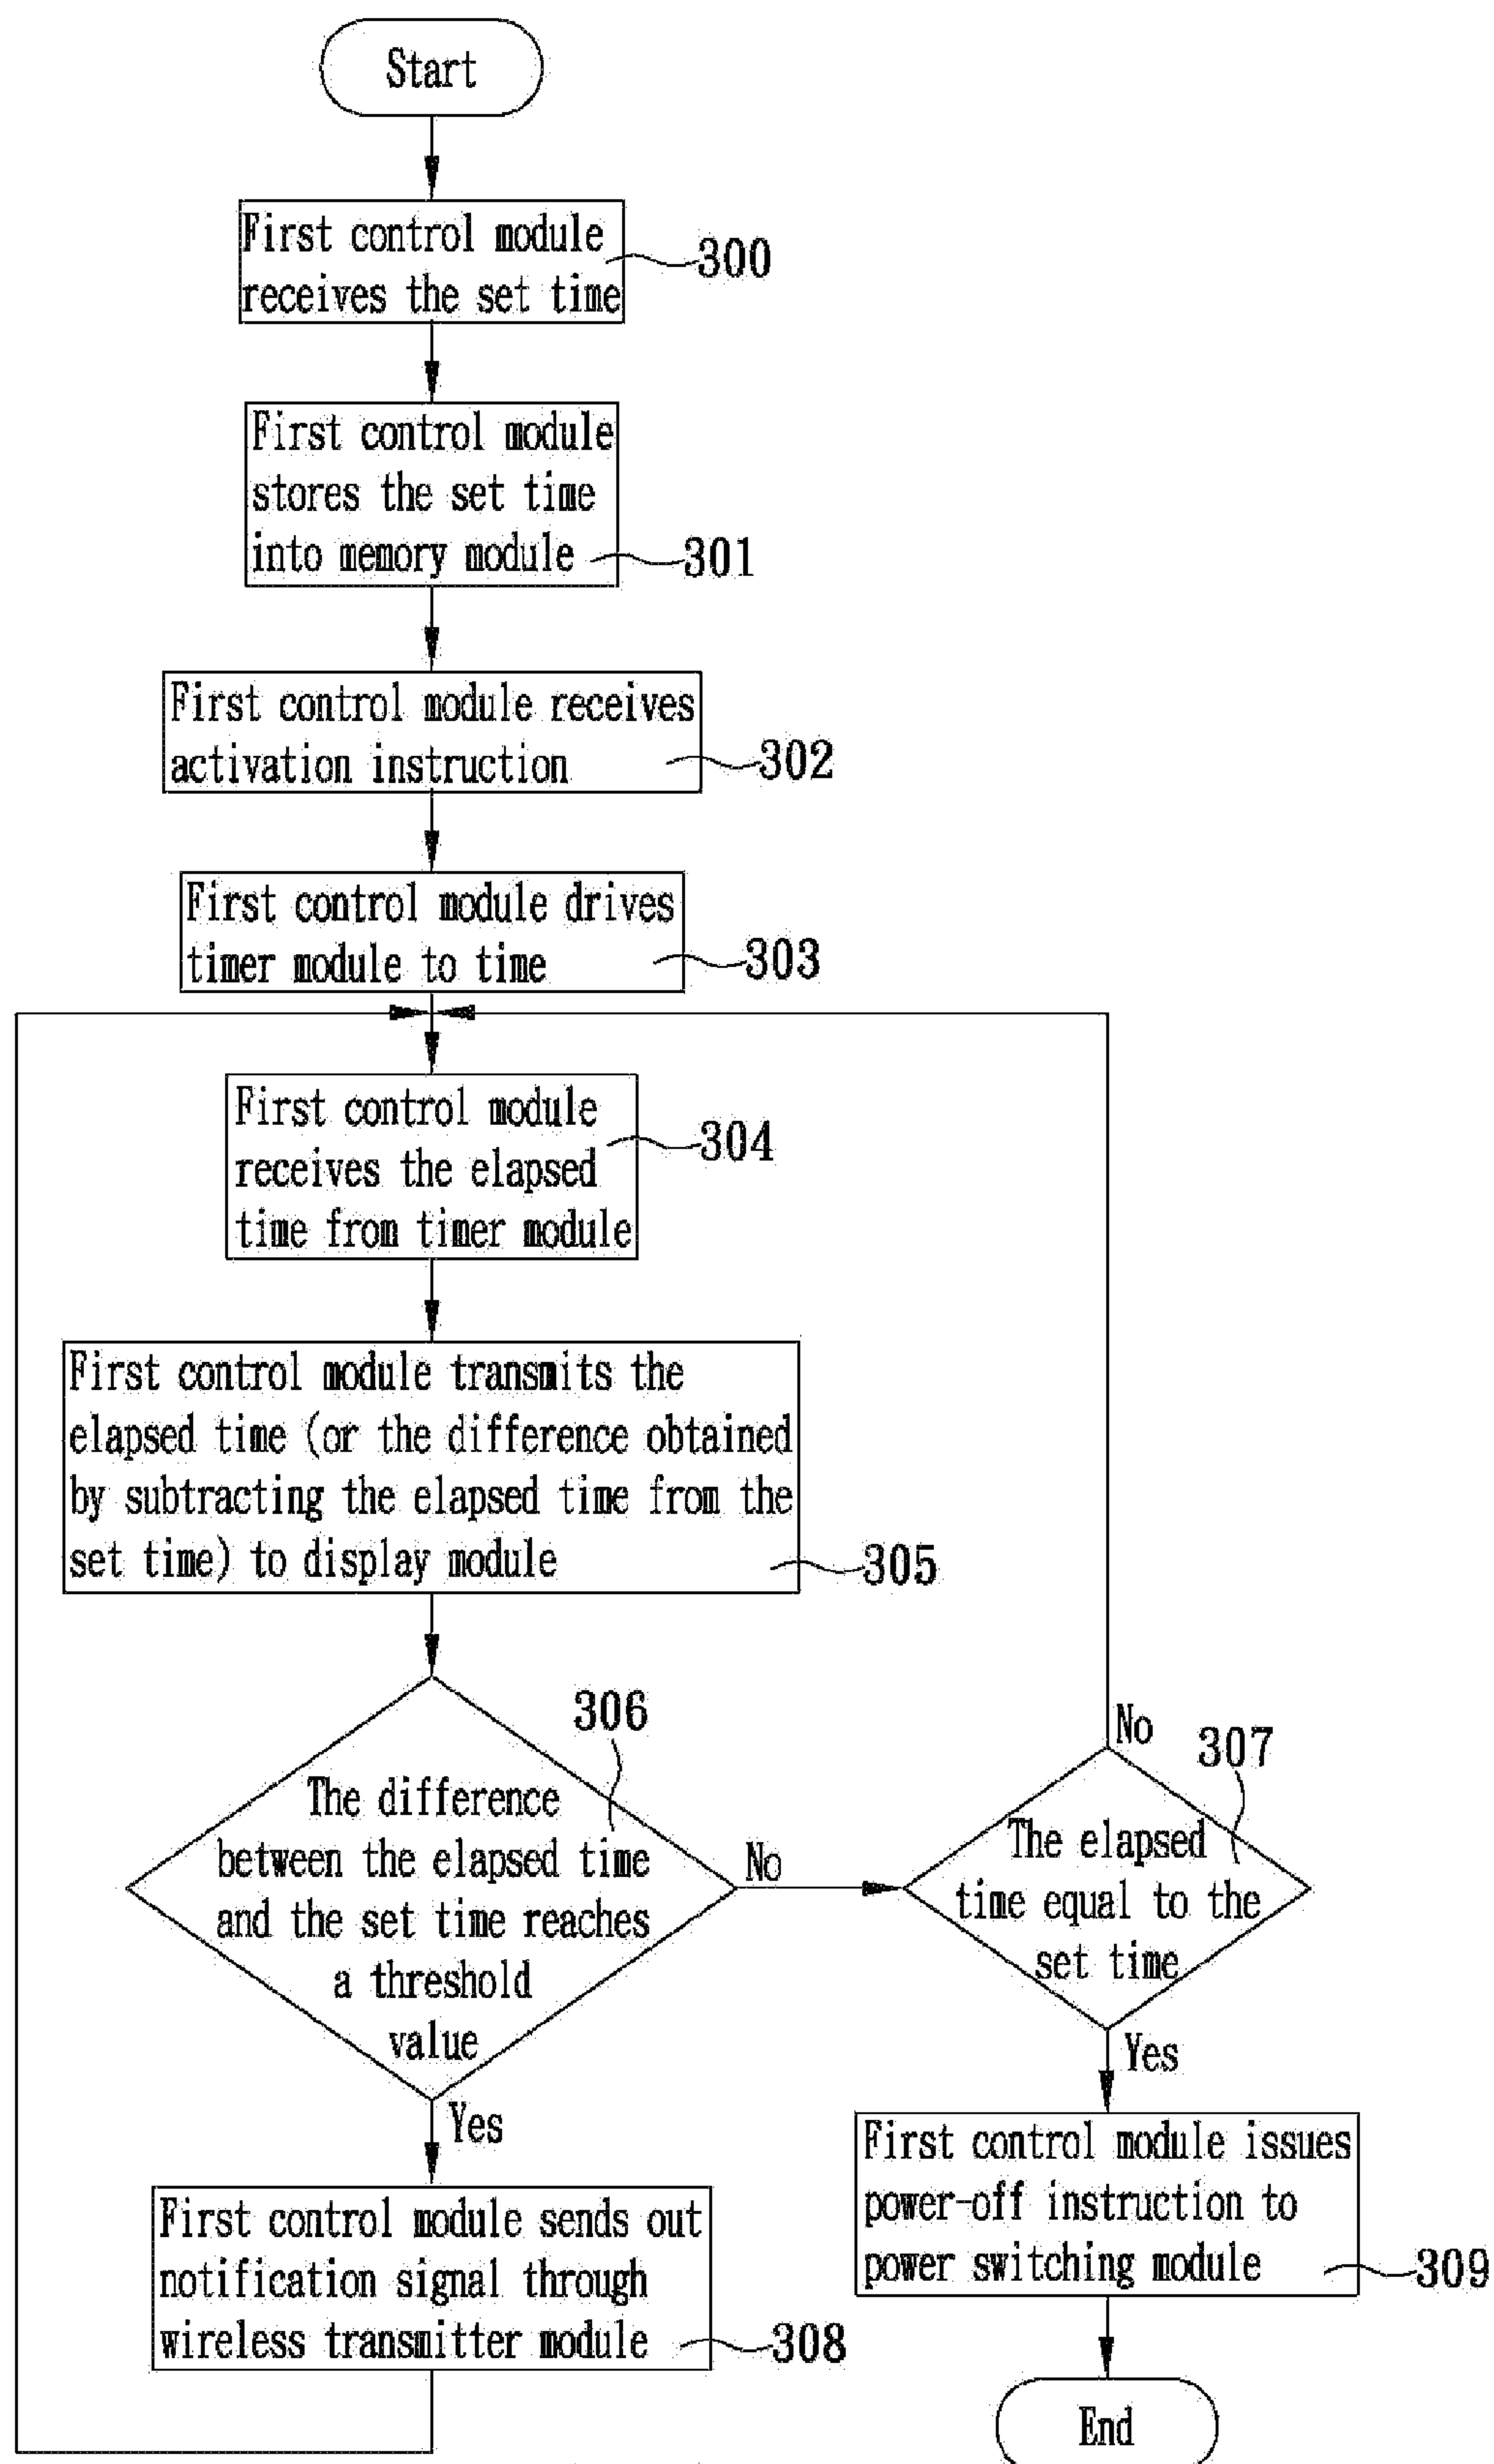 Start
First control module
receives the set time
300
First control module
stores the set time
into memory module
301
First control module receives
activation instruction
302
First control module drives
timer module to time
303
First control module
receives the elapsed
time from timer module
304
First control module transmits the
elapsed time (or the difference obtained
by subtracting the elapsed time from the
set time) to display module
305
306
The difference
between the elapsed time
and the set time reaches
a threshold
value
No
Yes
No
307
The elapsed
time equal to the
set time
Yes
First control module sends out
notification signal through
wireless transmitter module
308
First control module issues
power-off instruction to
power switching module
309
End